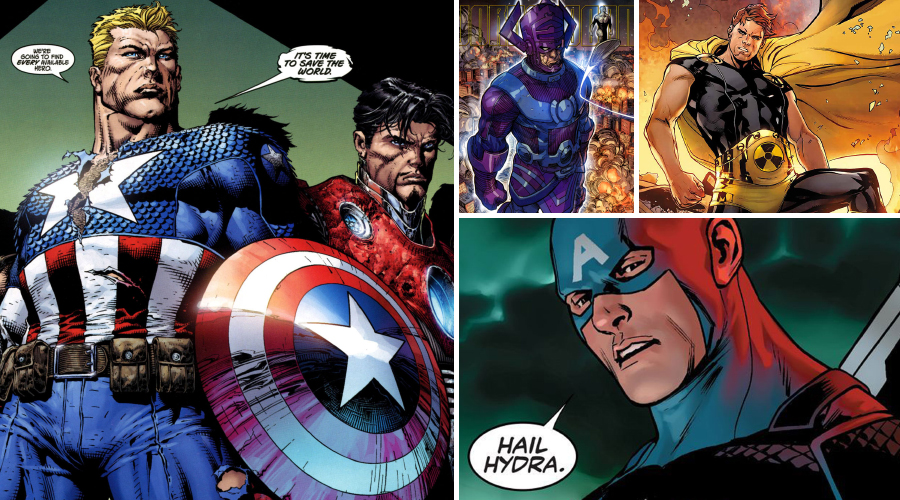 WE'RE
GOING TO FIND
EVERY AVAILABLE
HERO.
IT'S TIME
TO SAVE THE
WORLD.
A
HAIL
HYDRA.